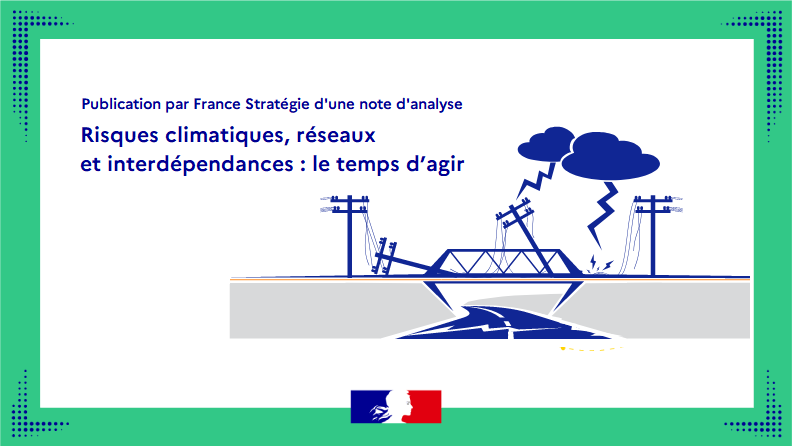 Publication par France Stratégie d'une note d'analyse
Risques climatiques, réseaux
et interdépendances : le temps d’agir